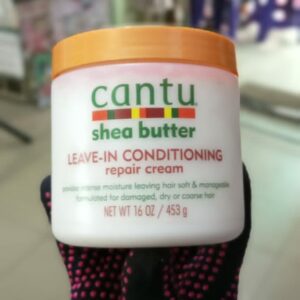 cantu
shea butter
LEAVE-IN CONDITIONING
repair cream
provides intense moisture leaving hair soft & manageable
formulated for damaged, dry or coarse hair
NET WT 16 OZ / 453 g